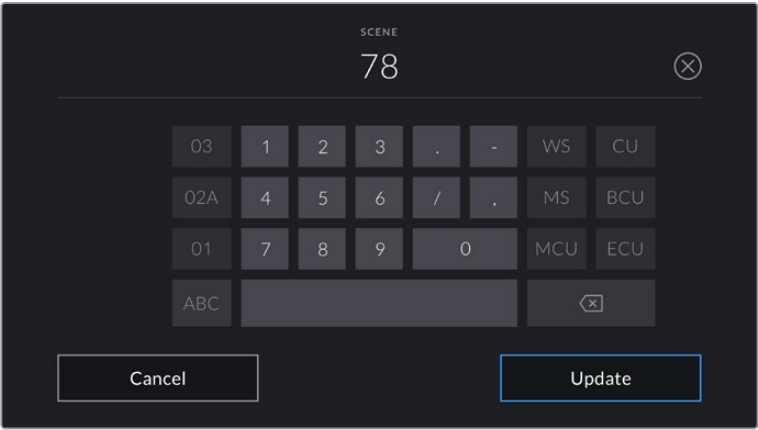 SCENE
78
03 1 2 3 . - WS CU
02A 4 5 6 / , MS BCU
01 7 8 9 0 MCU ECU
ABC
Cancel Update